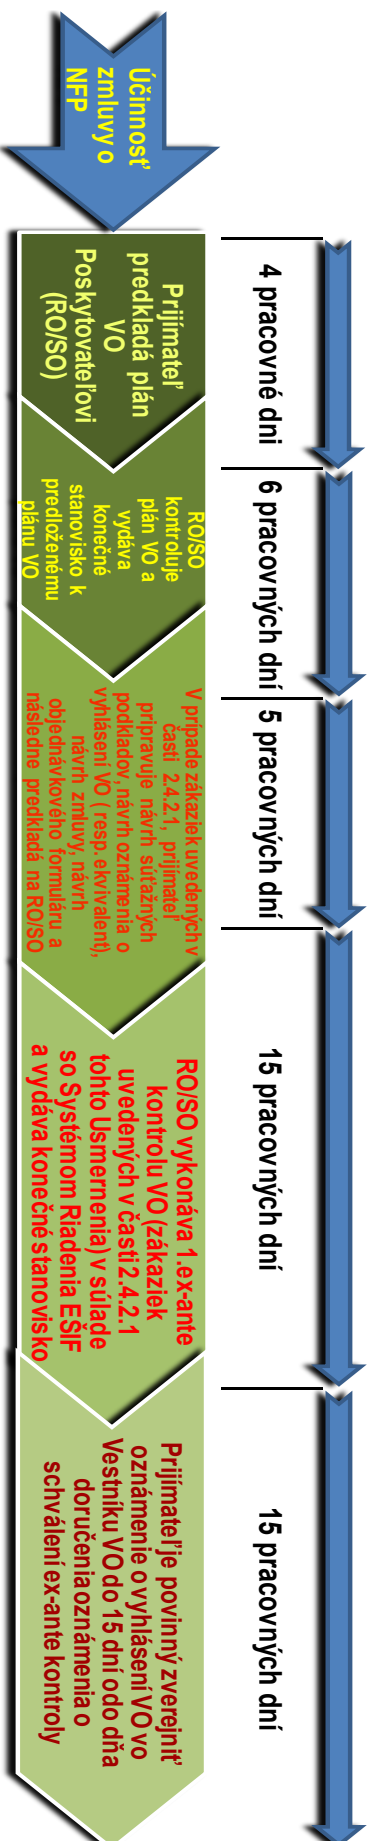 Účinnosť
zmluvy o
NFP
4 pracovné dni
6 pracovných dní
5 pracovných dní
15 pracovných dní
15 pracovných dní
Prijímateľ
predkladá plán
VO
Poskytovateľovi
(RO/SO)
RO/SO
kontroluje
plán VO a
vydáva
konečné
stanovisko k
predloženému
plánu VO
V prípade zákaziek uvedených v
časti 2.4.2.1, prijímateľ
pripravuje návrh súťažných
podkladov, návrh oznámenia o
vyhlásení VO ( resp. ekvivalent),
návrh zmluvy, návrh
objednávkového formuláru a
následne predkladá na RO/SO
RO/SO vykonáva 1.ex-ante
kontrolu VO (zákaziek
uvedených v časti 2.4.2.1
tohto Usmernenia) v súlade
so Systémom Riadenia EŠIF
a vydáva konečné stanovisko
Prijímateľ je povinný zverejniť
oznámenie o vyhlásení VO vo
Vestníku VO do 15 dní odo dňa
doručenia oznámenia o
schválení ex-ante kontroly